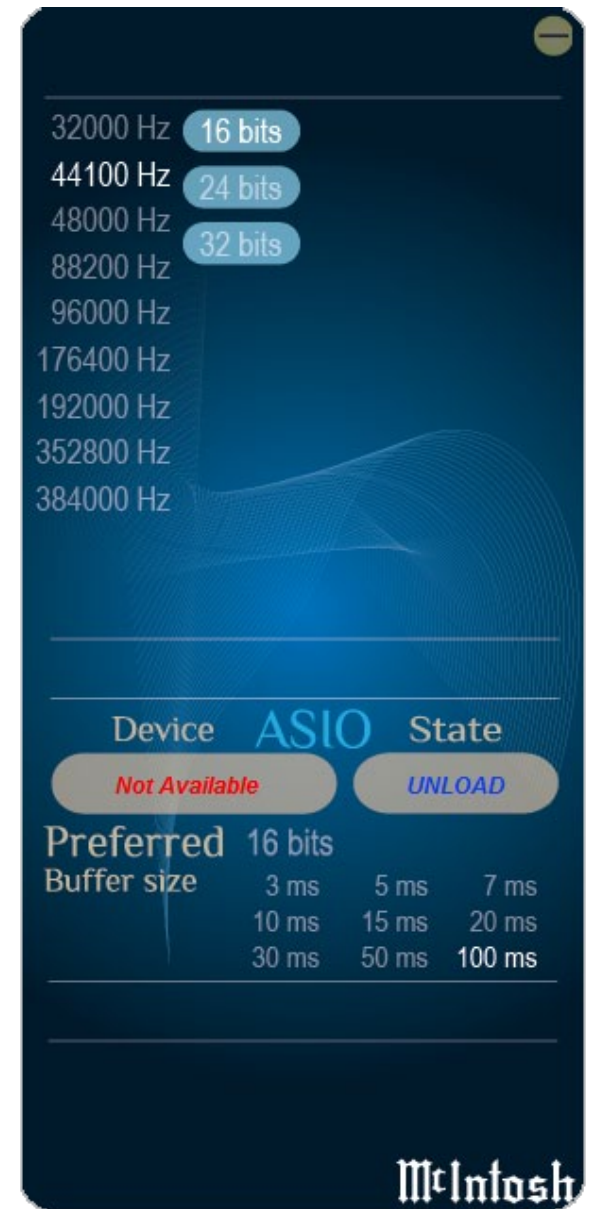 32000 Hz 16 bits
44100 Hz 24 bits
48000 Hz 32 bits
88200 Hz
96000 Hz
176400 Hz
192000 Hz
352800 Hz
384000 Hz
Device ASIO State
Not Available UNLOAD
Preferred 16 bits
Buffer size 3 ms 5 ms 7 ms
10 ms 15 ms 20 ms
30 ms 50 ms 100 ms
McIntosh